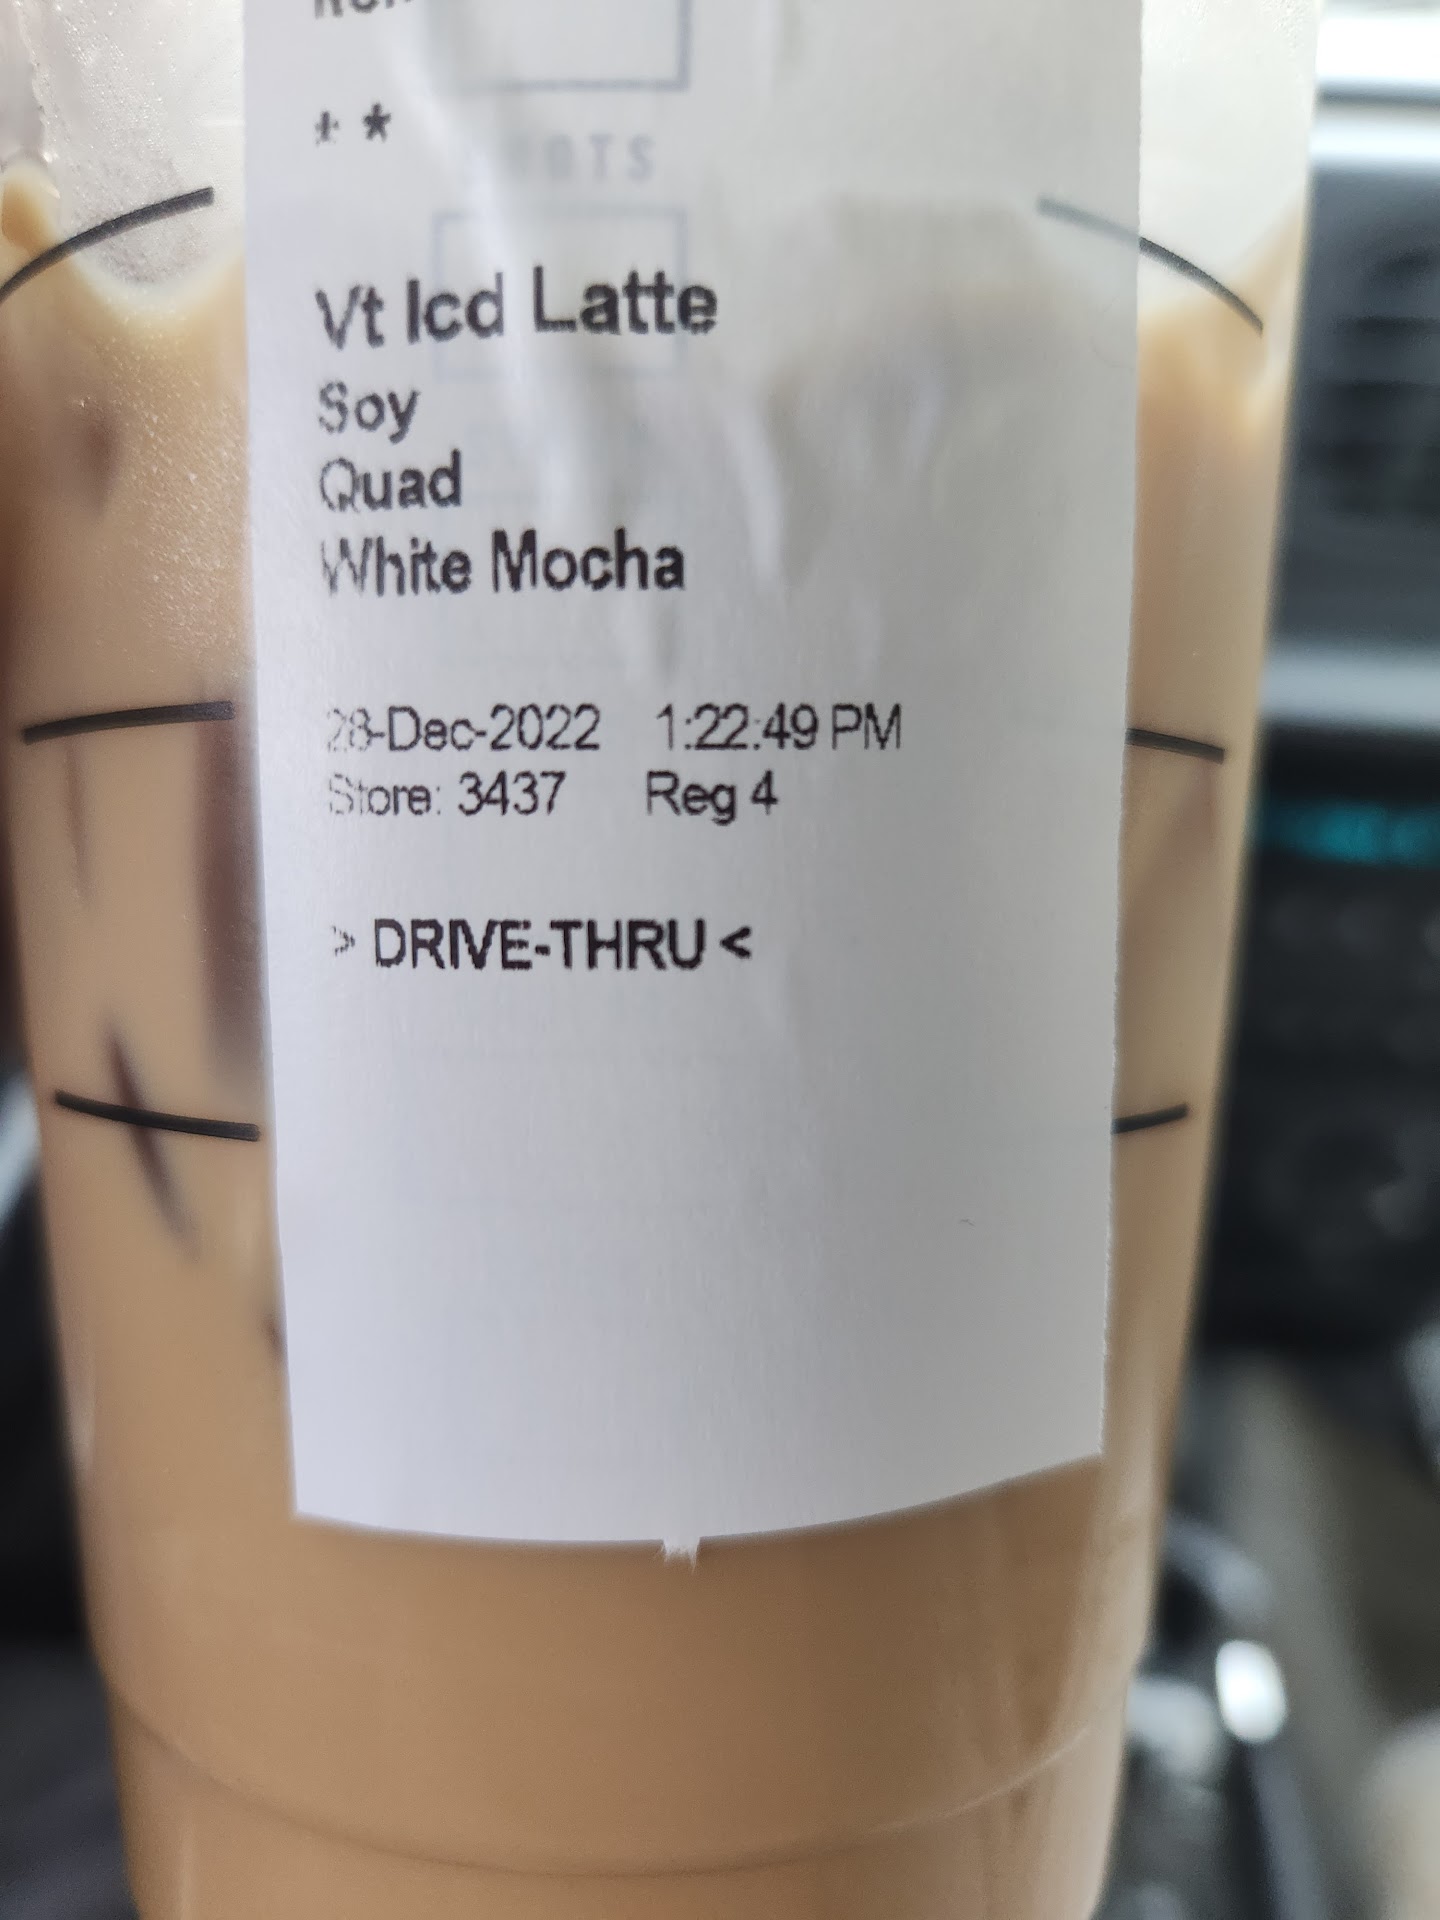 * *
Vt Icd Latte
Soy
Quad
White Mocha
28-Dec-2022 1:22:49 PM
Store: 3437 Reg 4
> DRIVE-THRU <